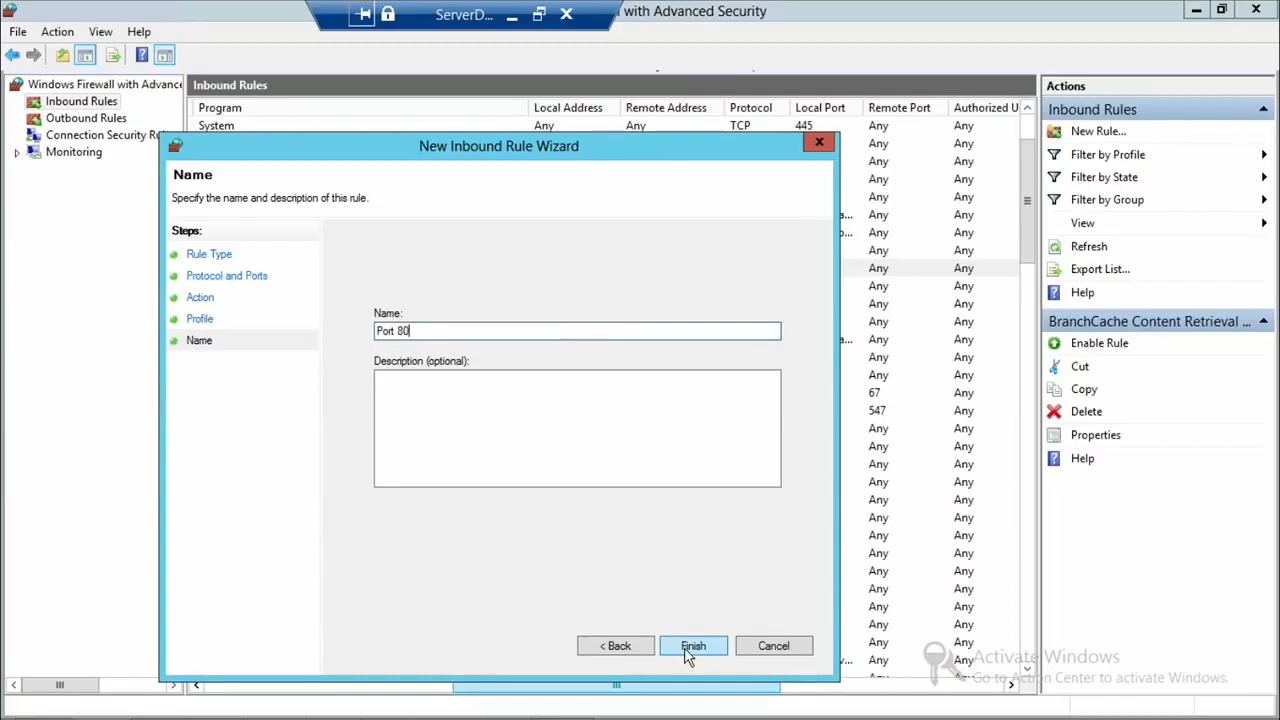 ServerD...
with Advanced Security
File Action View Help
Windows Firewall with Advance
Inbound Rules
Outbound Rules
Connection Security Ru
Monitoring
Inbound Rules
Program Local Address Remote Address Protocol Local Port Remote Port Authorized U
System Any Any TCP 445 Any Any
Any
Any
Any
Any
a... Any Any
o... Any Any
Any Any
Any Any
Any Any
Any Any
Any Any
Any Any
Any Any
67 Any
547 Any
Any Any
Any Any
Any Any
Any Any
Any Any
Any Any
Any Any
Any Any
Any Any
Any Any
Any Any
Any Any
Any Any
v... Any Any
New Inbound Rule Wizard
Name
Specify the name and description of this rule.
Steps:
Rule Type
Protocol and Ports
Action
Profile
Name
Name:
Port 80
Description (optional):
< Back Finish Cancel
Actions
Inbound Rules
New Rule...
Filter by Profile
Filter by State
Filter by Group
View
Refresh
Export List...
Help
BranchCache Content Retrieval ...
Enable Rule
Cut
Copy
Delete
Properties
Help
Activate Windows
Go to Action Center to activate Windows.